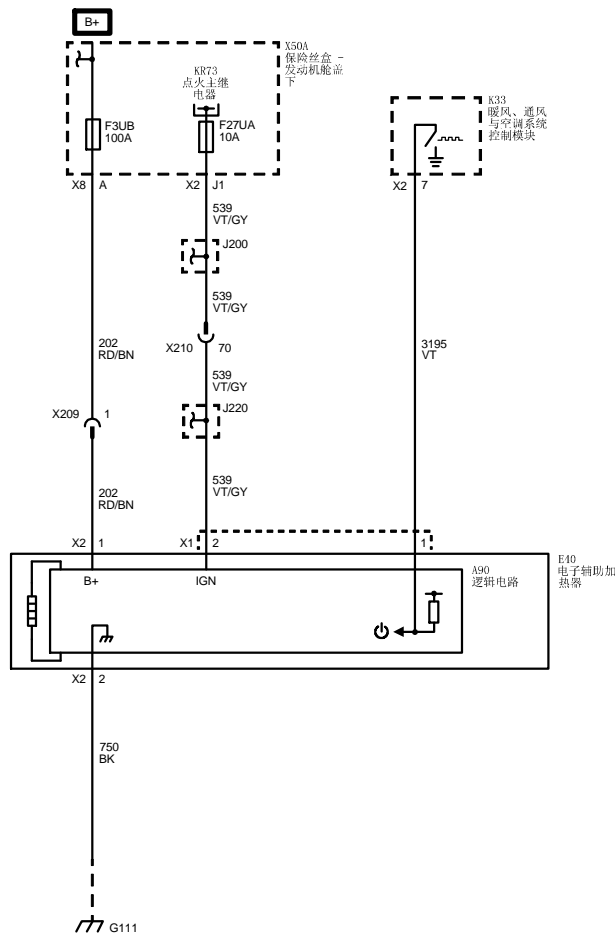 B+
X50A
保险丝盒 -
发动机舱盖
下
KR73
点火主继
电器
F3UB
100A
F27UA
10A
K33
暖风、通风
与空调系统
控制模块
X8 A
X2 J1
X2 7
539
VT/GY
J200
539
VT/GY
202
RD/BN
X210 70
3195
VT
539
VT/GY
X209 1
J220
202
RD/BN
539
VT/GY
X2 1
X1 2
1
E40
电子辅助加
热器
A90
逻辑电路
B+
IGN
X2 2
750
BK
G111